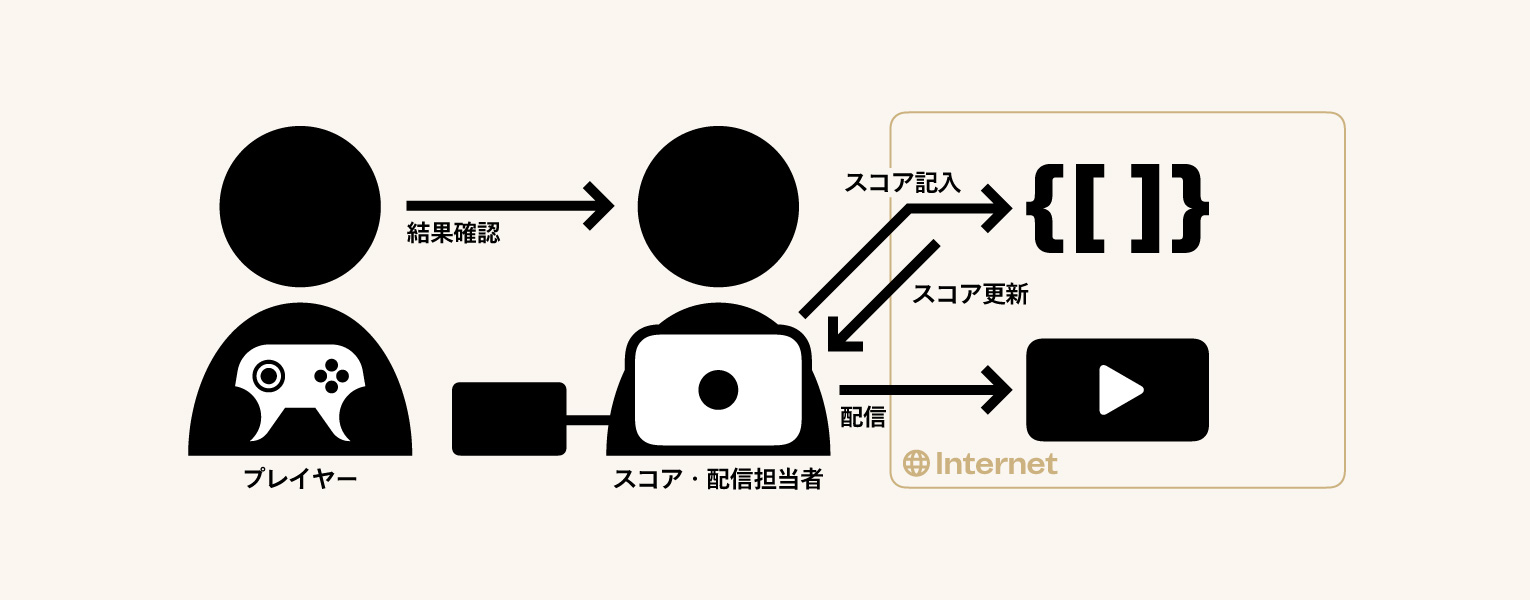 結果確認
スコア記入
{[ ]}
スコア更新
配信
Internet
プレイヤー
スコア・配信担当者